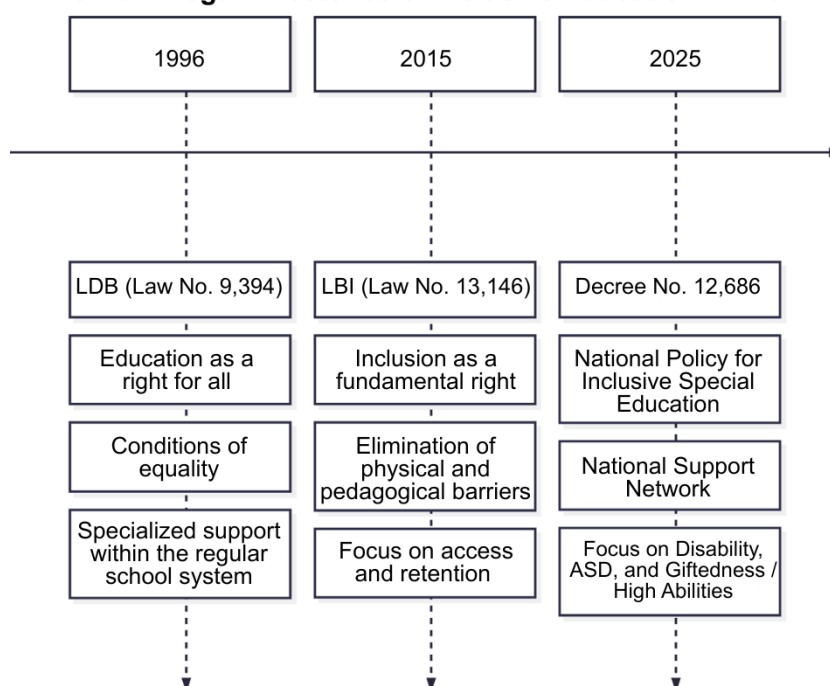 1996
2015
2025
LDB (Law No. 9,394)
Education as a
right for all
Conditions of
equality
Specialized support
within the regular
school system
LBI (Law No. 13,146)
Inclusion as a
fundamental right
Elimination of
physical and
pedagogical barriers
Focus on access
and retention
Decree No. 12,686
National Policy for
Inclusive Special
Education
National Support
Network
Focus on Disability,
ASD, and Giftedness /
High Abilities